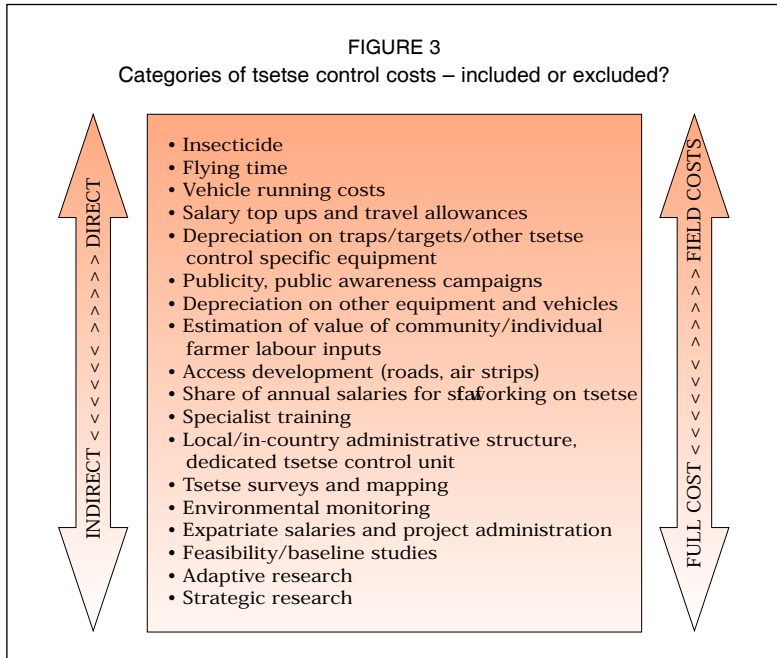 FIGURE 3
Categories of tsetse control costs – included or excluded?
INDIRECT < < < < < < > > > > > DIRECT
• Insecticide
• Flying time
• Vehicle running costs
• Salary top ups and travel allowances
• Depreciation on traps/targets/other tsetse
control specific equipment
• Publicity, public awareness campaigns
• Depreciation on other equipment and vehicles
• Estimation of value of community/individual
farmer labour inputs
• Access development (roads, air strips)
• Share of annual salaries for working on tsetse
• Specialist training
• Local/in-country administrative structure,
dedicated tsetse control unit
• Tsetse surveys and mapping
• Environmental monitoring
• Expatriate salaries and project administration
• Feasibility/baseline studies
• Adaptive research
• Strategic research
FULL COST < < < < < < > > > > > FIELD COSTS